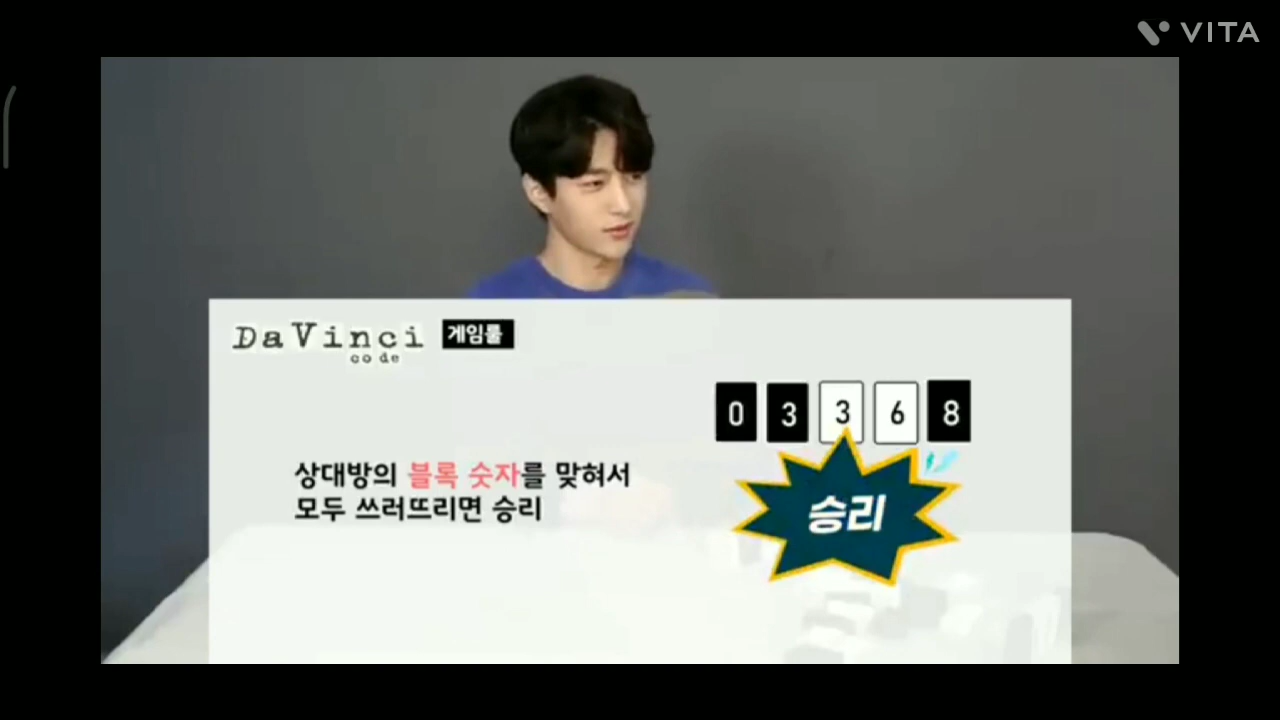 VITA
DaVinci 게임룰
code
0 3 3 6 8
상대방의 블록 숫자를 맞혀서
모두 쓰러뜨리면 승리
승리